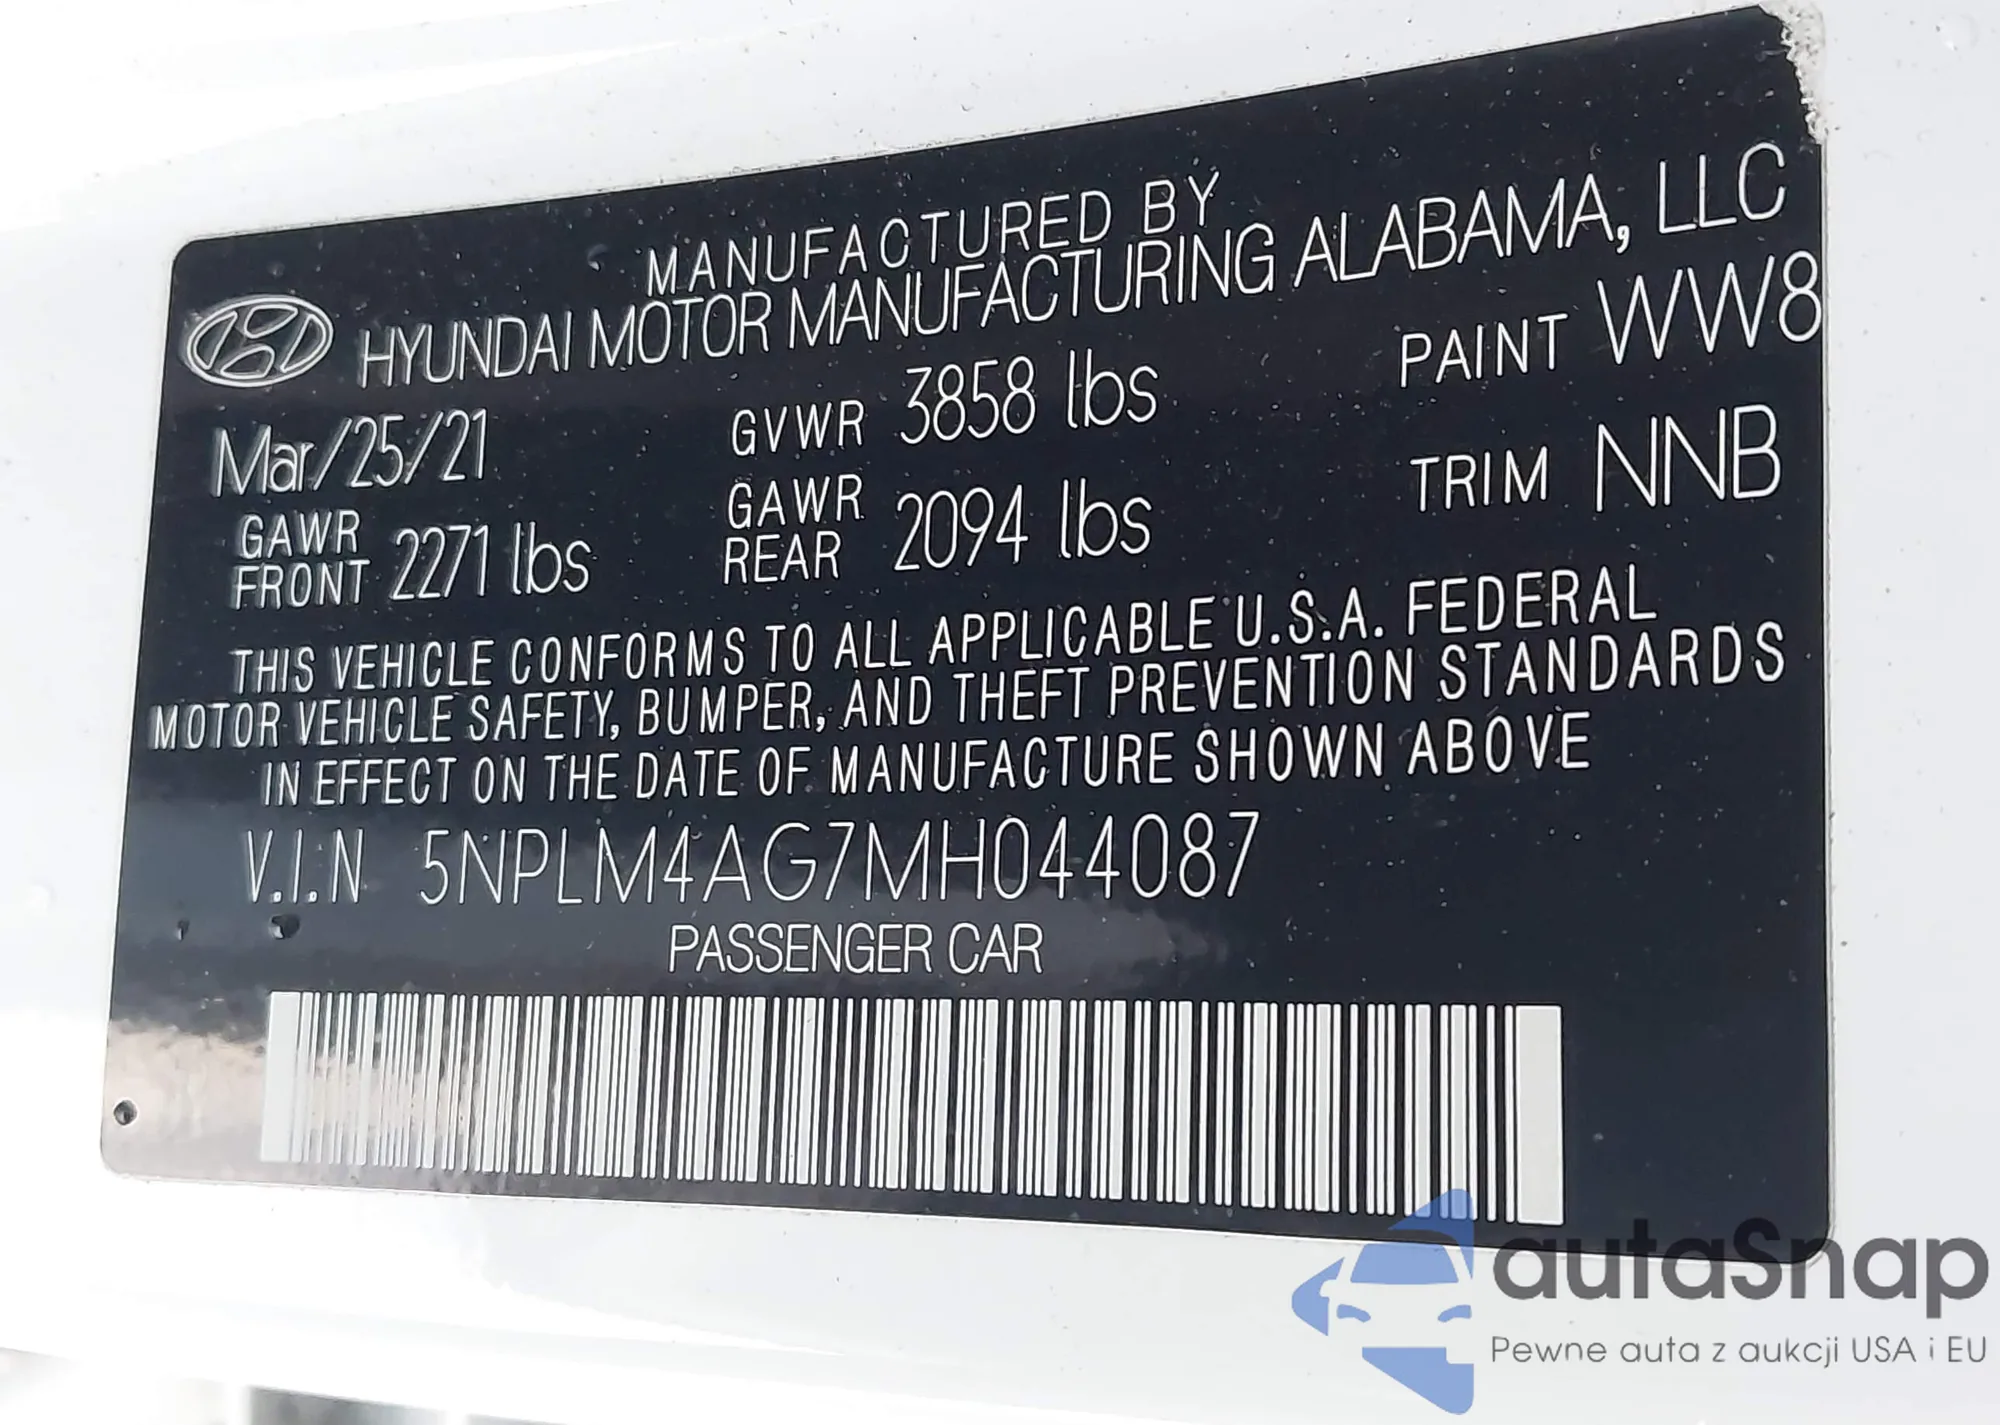 MANUFACTURED BY
HYUNDAI MOTOR MANUFACTURING ALABAMA, LLC
Mar/25/21 GVWR 3858 lbs PAINT WW8
GAWR FRONT 2271 lbs GAWR REAR 2094 lbs TRIM NNB
THIS VEHICLE CONFORMS TO ALL APPLICABLE U.S.A. FEDERAL
MOTOR VEHICLE SAFETY, BUMPER, AND THEFT PREVENTION STANDARDS
IN EFFECT ON THE DATE OF MANUFACTURE SHOWN ABOVE
V.I.N 5NPLM4AG7MH044087
PASSENGER CAR
autaSnap
Pewne auta z aukcji USA i EU